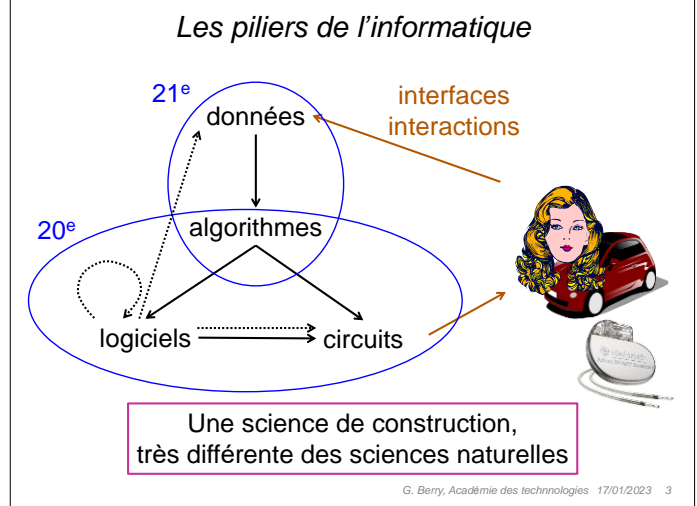 Les piliers de l'informatique
21e
données
interfaces
interactions
20e
algorithmes
logiciels
circuits
Une science de construction,
très différente des sciences naturelles
G. Berry, Académie des technnologies 17/01/2023 3